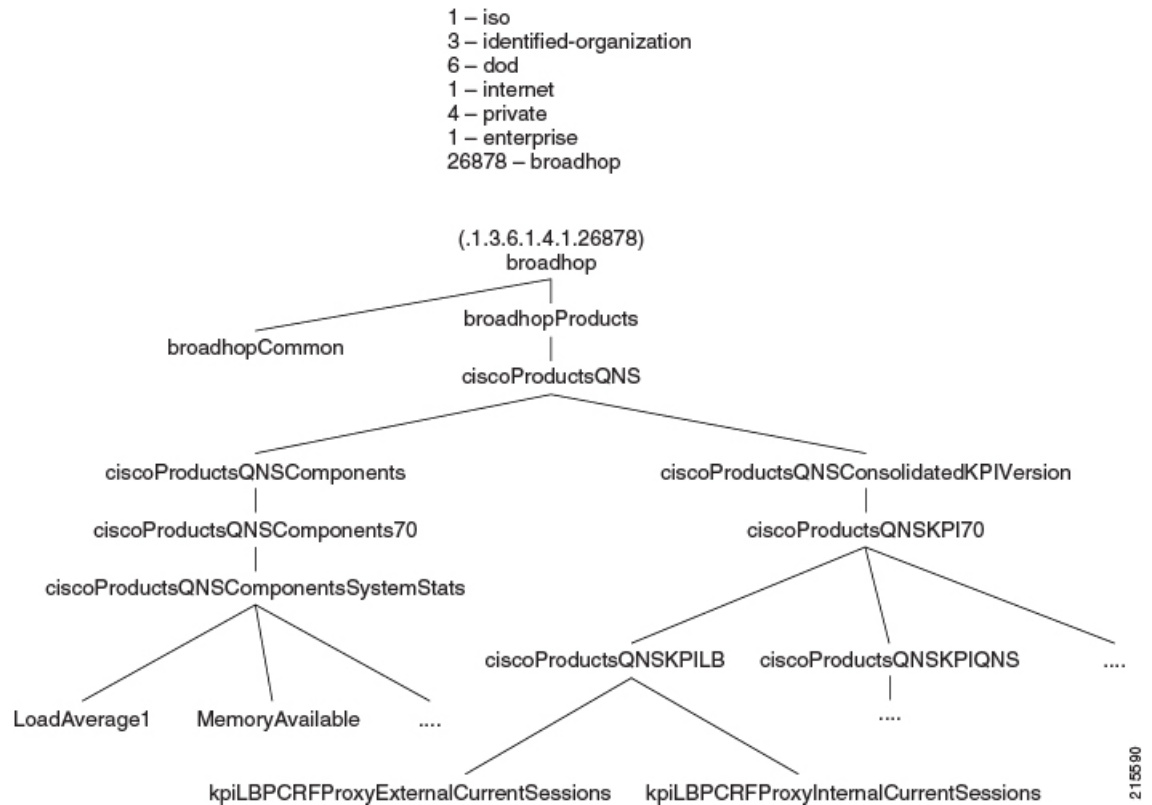 1 – iso
3 – identified-organization
6 – dod
1 – internet
4 – private
1 – enterprise
26878 – broadhop
(.1.3.6.1.4.1.26878)
broadhop
broadhopProducts
broadhopCommon
ciscoProductsQNS
ciscoProductsQNSComponents
ciscoProductsQNSConsolidatedKPIVersion
ciscoProductsQNSComponents70
ciscoProductsQNSKPI70
ciscoProductsQNSComponentsSystemStats
ciscoProductsQNSKPILB
ciscoProductsQNSKPIQNS
....
LoadAverage1
MemoryAvailable
....
....
kpiLBPCRFProxyExternalCurrentSessions
kpiLBPCRFProxyInternalCurrentSessions
215590